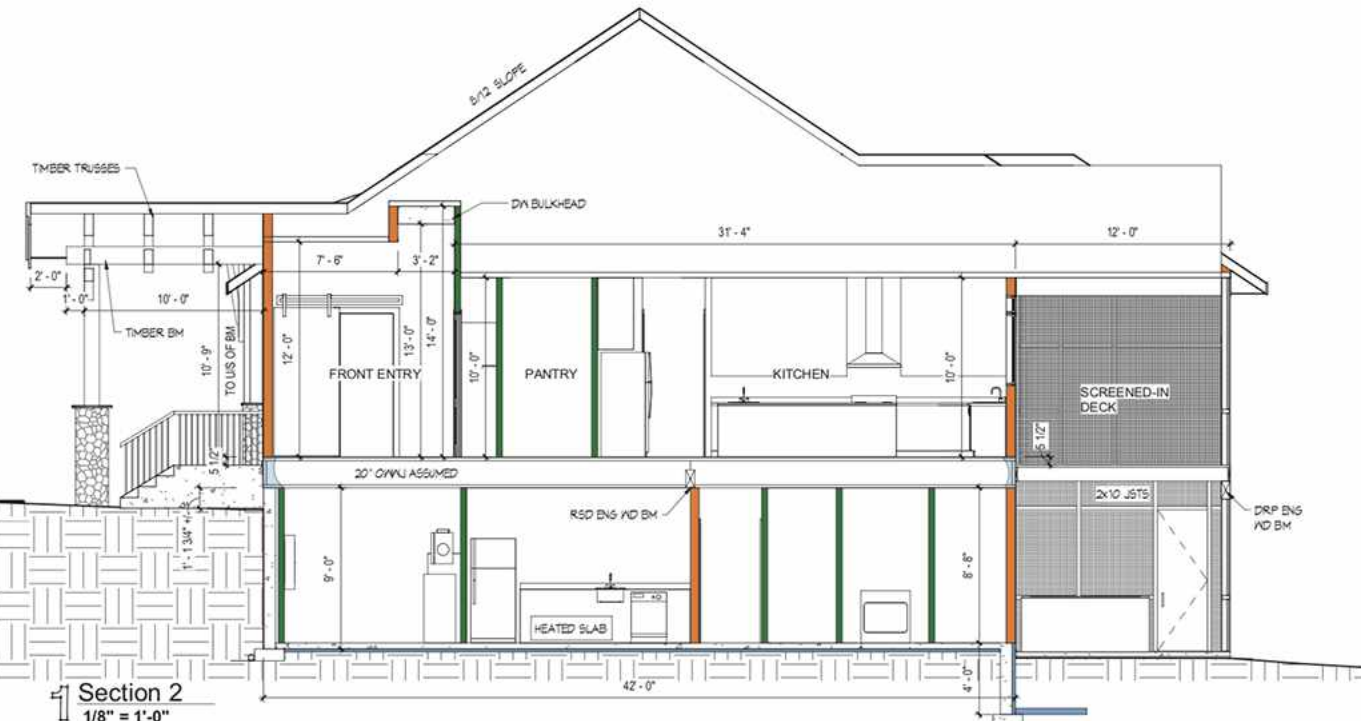 8/12 SLOPE
TIMBER TRUSSES
DW BULKHEAD
31' - 4"
12' - 0"
7' - 6"
3' - 2"
2' - 0"
1' - 0"
10' - 0"
TIMBER BM
10' - 9"
TO U/S OF BM
12' - 0"
13' - 0"
14' - 0"
FRONT ENTRY
10' - 0"
PANTRY
KITCHEN
10' - 0"
SCREENED-IN
DECK
5 1/2"
5 1/2"
20" OWWJ ASSUMED
1' - 1 3/4" +/-
RSD ENG WD BM
2x10 JSTS
DRP ENG
WD BM
9' - 0"
8' - 8"
HEATED SLAB
42' - 0"
4' - 0"
Section 2
1/8" = 1'-0"